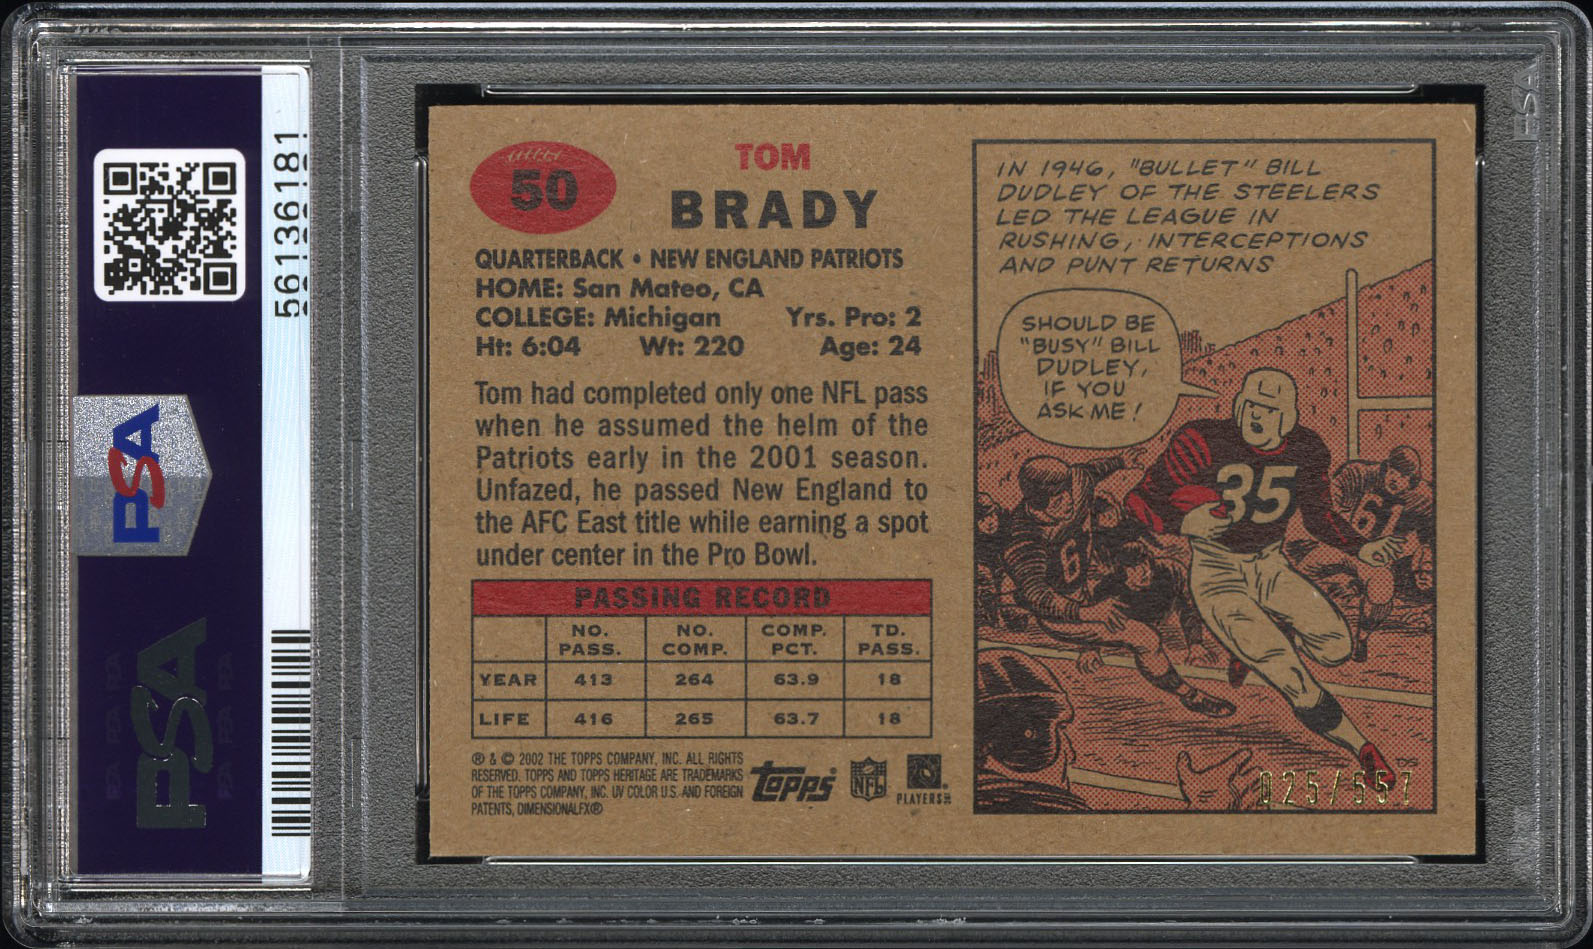 56136181
PSA
PSA
50
TOM
BRADY
QUARTERBACK • NEW ENGLAND PATRIOTS
HOME: San Mateo, CA
COLLEGE: Michigan Yrs. Pro: 2
Ht: 6:04 Wt: 220 Age: 24
Tom had completed only one NFL pass
when he assumed the helm of the
Patriots early in the 2001 season.
Unfazed, he passed New England to
the AFC East title while earning a spot
under center in the Pro Bowl.
PASSING RECORD
NO. PASS. NO. COMP. COMP. PCT. TD. PASS.
YEAR 413 264 63.9 18
LIFE 416 265 63.7 18
® & © 2002 THE TOPPS COMPANY, INC. ALL RIGHTS
RESERVED. TOPPS AND TOPPS HERITAGE ARE TRADEMARKS
OF THE TOPPS COMPANY, INC. UV COLOR U.S. AND FOREIGN
PATENTS, DIMENSIONALFX®
Topps
NFL
PLAYERS INC
IN 1946, "BULLET" BILL
DUDLEY OF THE STEELERS
LED THE LEAGUE IN
RUSHING, INTERCEPTIONS
AND PUNT RETURNS
SHOULD BE
"BUSY" BILL
DUDLEY,
IF YOU
ASK ME!
35
6
61
025/557
PSA